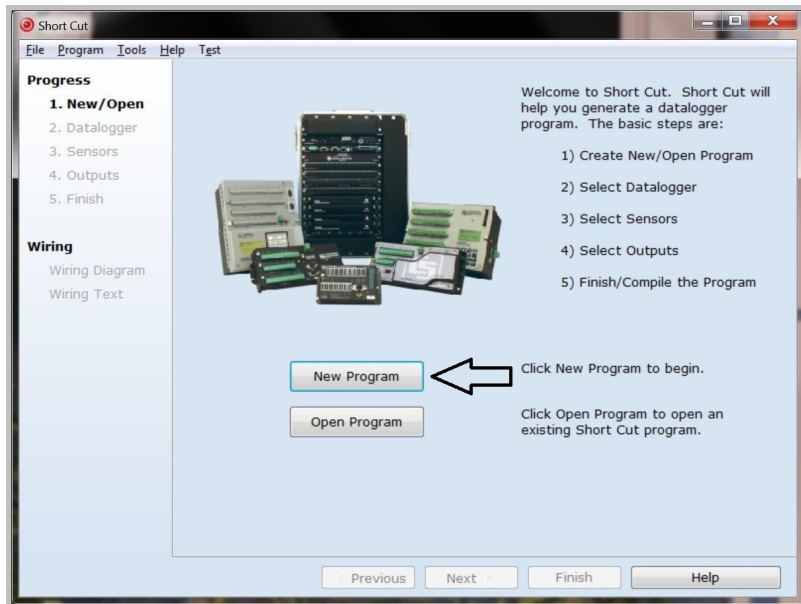 Short Cut
File Program Tools Help Test
Progress
1. New/Open
2. Datalogger
3. Sensors
4. Outputs
5. Finish
Wiring
Wiring Diagram
Wiring Text
Welcome to Short Cut. Short Cut will
help you generate a datalogger
program. The basic steps are:
1) Create New/Open Program
2) Select Datalogger
3) Select Sensors
4) Select Outputs
5) Finish/Compile the Program
New Program
Click New Program to begin.
Open Program
Click Open Program to open an
existing Short Cut program.
Previous
Next
Finish
Help